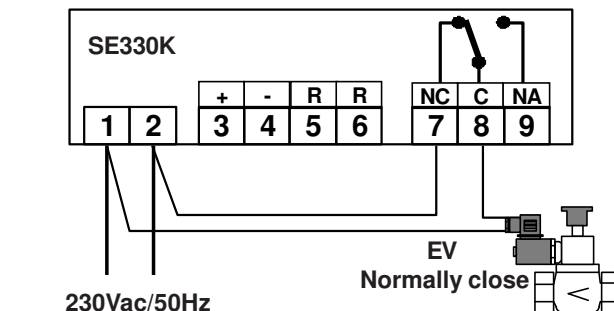 SE330K
+ - R R NC C NA
1 2 3 4 5 6 7 8 9
EV
Normally close
230Vac/50Hz